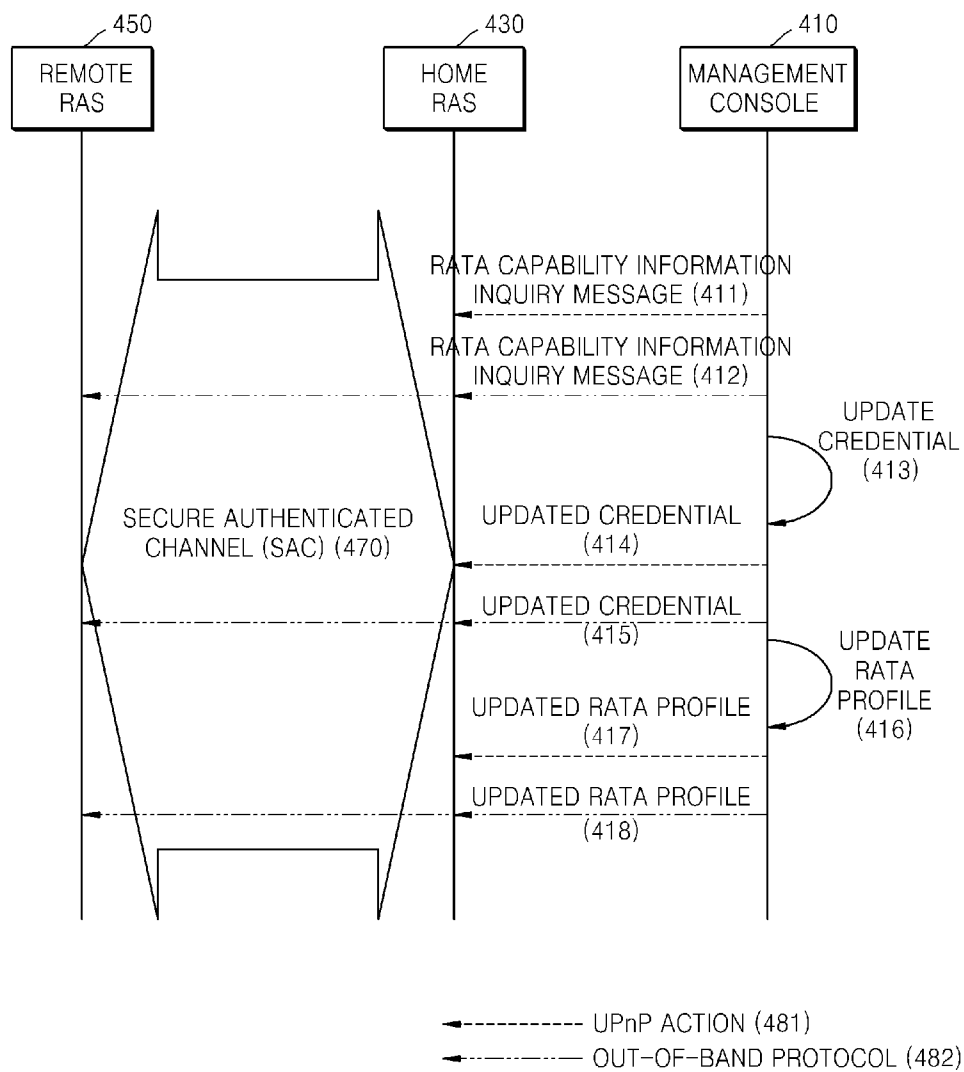 450
430
410
REMOTE
RAS
HOME
RAS
MANAGEMENT
CONSOLE
RATA CAPABILITY INFORMATION
INQUIRY MESSAGE (411)
RATA CAPABILITY INFORMATION
INQUIRY MESSAGE (412)
UPDATE
CREDENTIAL
(413)
SECURE AUTHENTICATED
CHANNEL (SAC) (470)
UPDATED CREDENTIAL
(414)
UPDATED CREDENTIAL
(415)
UPDATE
RATA
PROFILE
(416)
UPDATED RATA PROFILE
(417)
UPDATED RATA PROFILE
(418)
UPnP ACTION (481)
OUT-OF-BAND PROTOCOL (482)